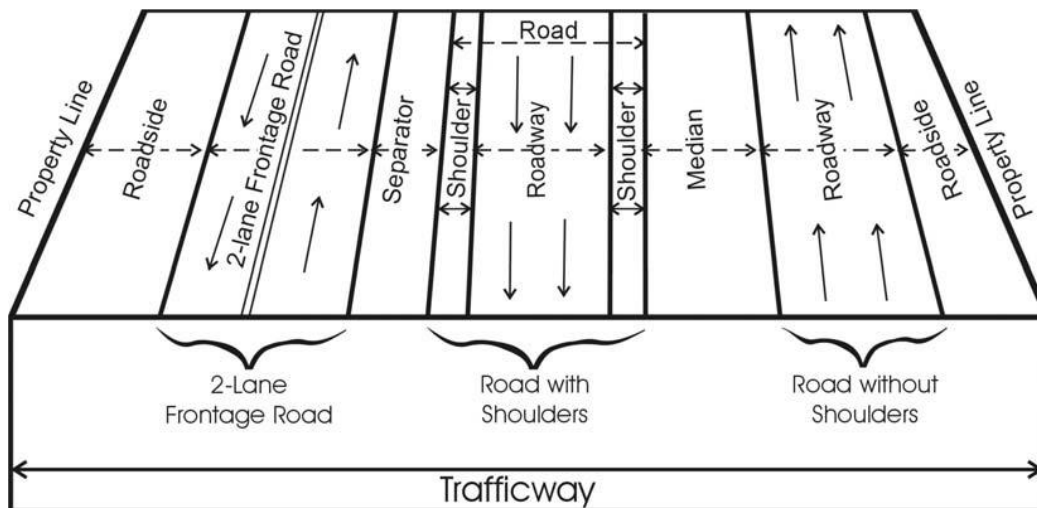 Road
Property Line
Roadside
2-lane Frontage Road
Separator
Shoulder
Roadway
Shoulder
Median
Roadway
Roadside
Property Line
2-Lane
Frontage Road
Road with
Shoulders
Road without
Shoulders
Trafficway